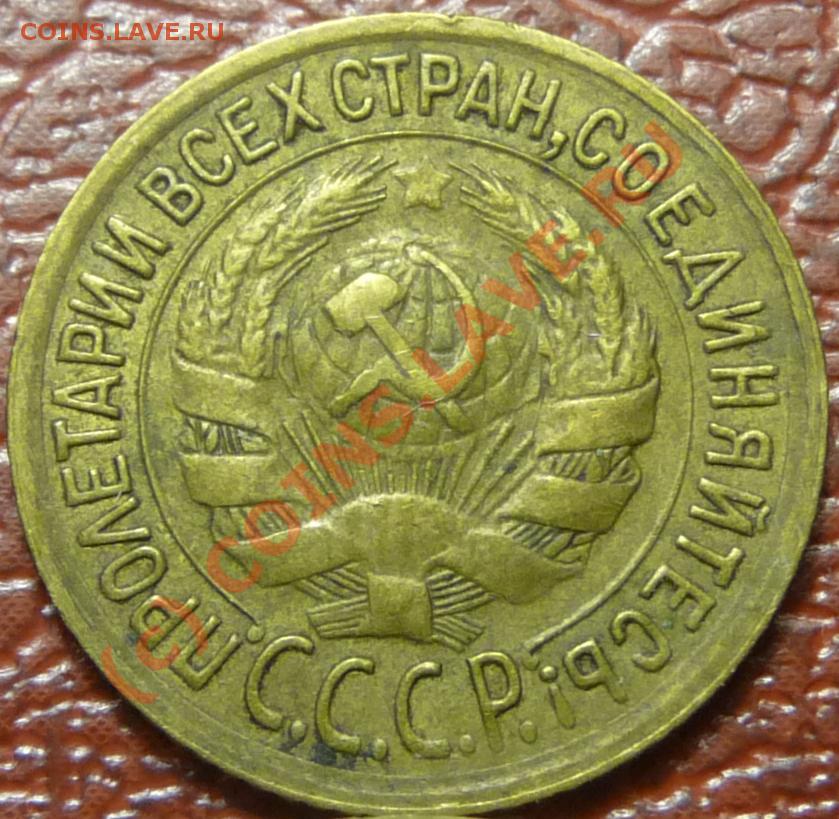 COINS.LAVE.RU
ПРОЛЕТАРИИ ВСЕХ СТРАН, СОЕДИНЯЙТЕСЬ!
С.С.С.Р.
(c) COINS.LAVE.RU